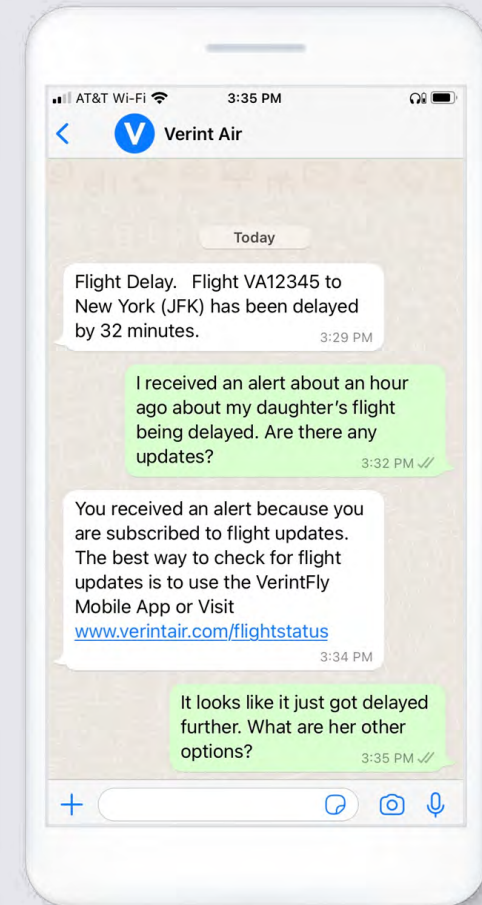 AT&T Wi-Fi 3:35 PM
V Verint Air
Today
Flight Delay.   Flight VA12345 to
New York (JFK) has been delayed
by 32 minutes.
3:29 PM
I received an alert about an hour
ago about my daughter's flight
being delayed. Are there any
updates?
3:32 PM
You received an alert because you
are subscribed to flight updates.
The best way to check for flight
updates is to use the VerintFly
Mobile App or Visit
www.verintair.com/flightstatus
3:34 PM
It looks like it just got delayed
further. What are her other
options?
3:35 PM